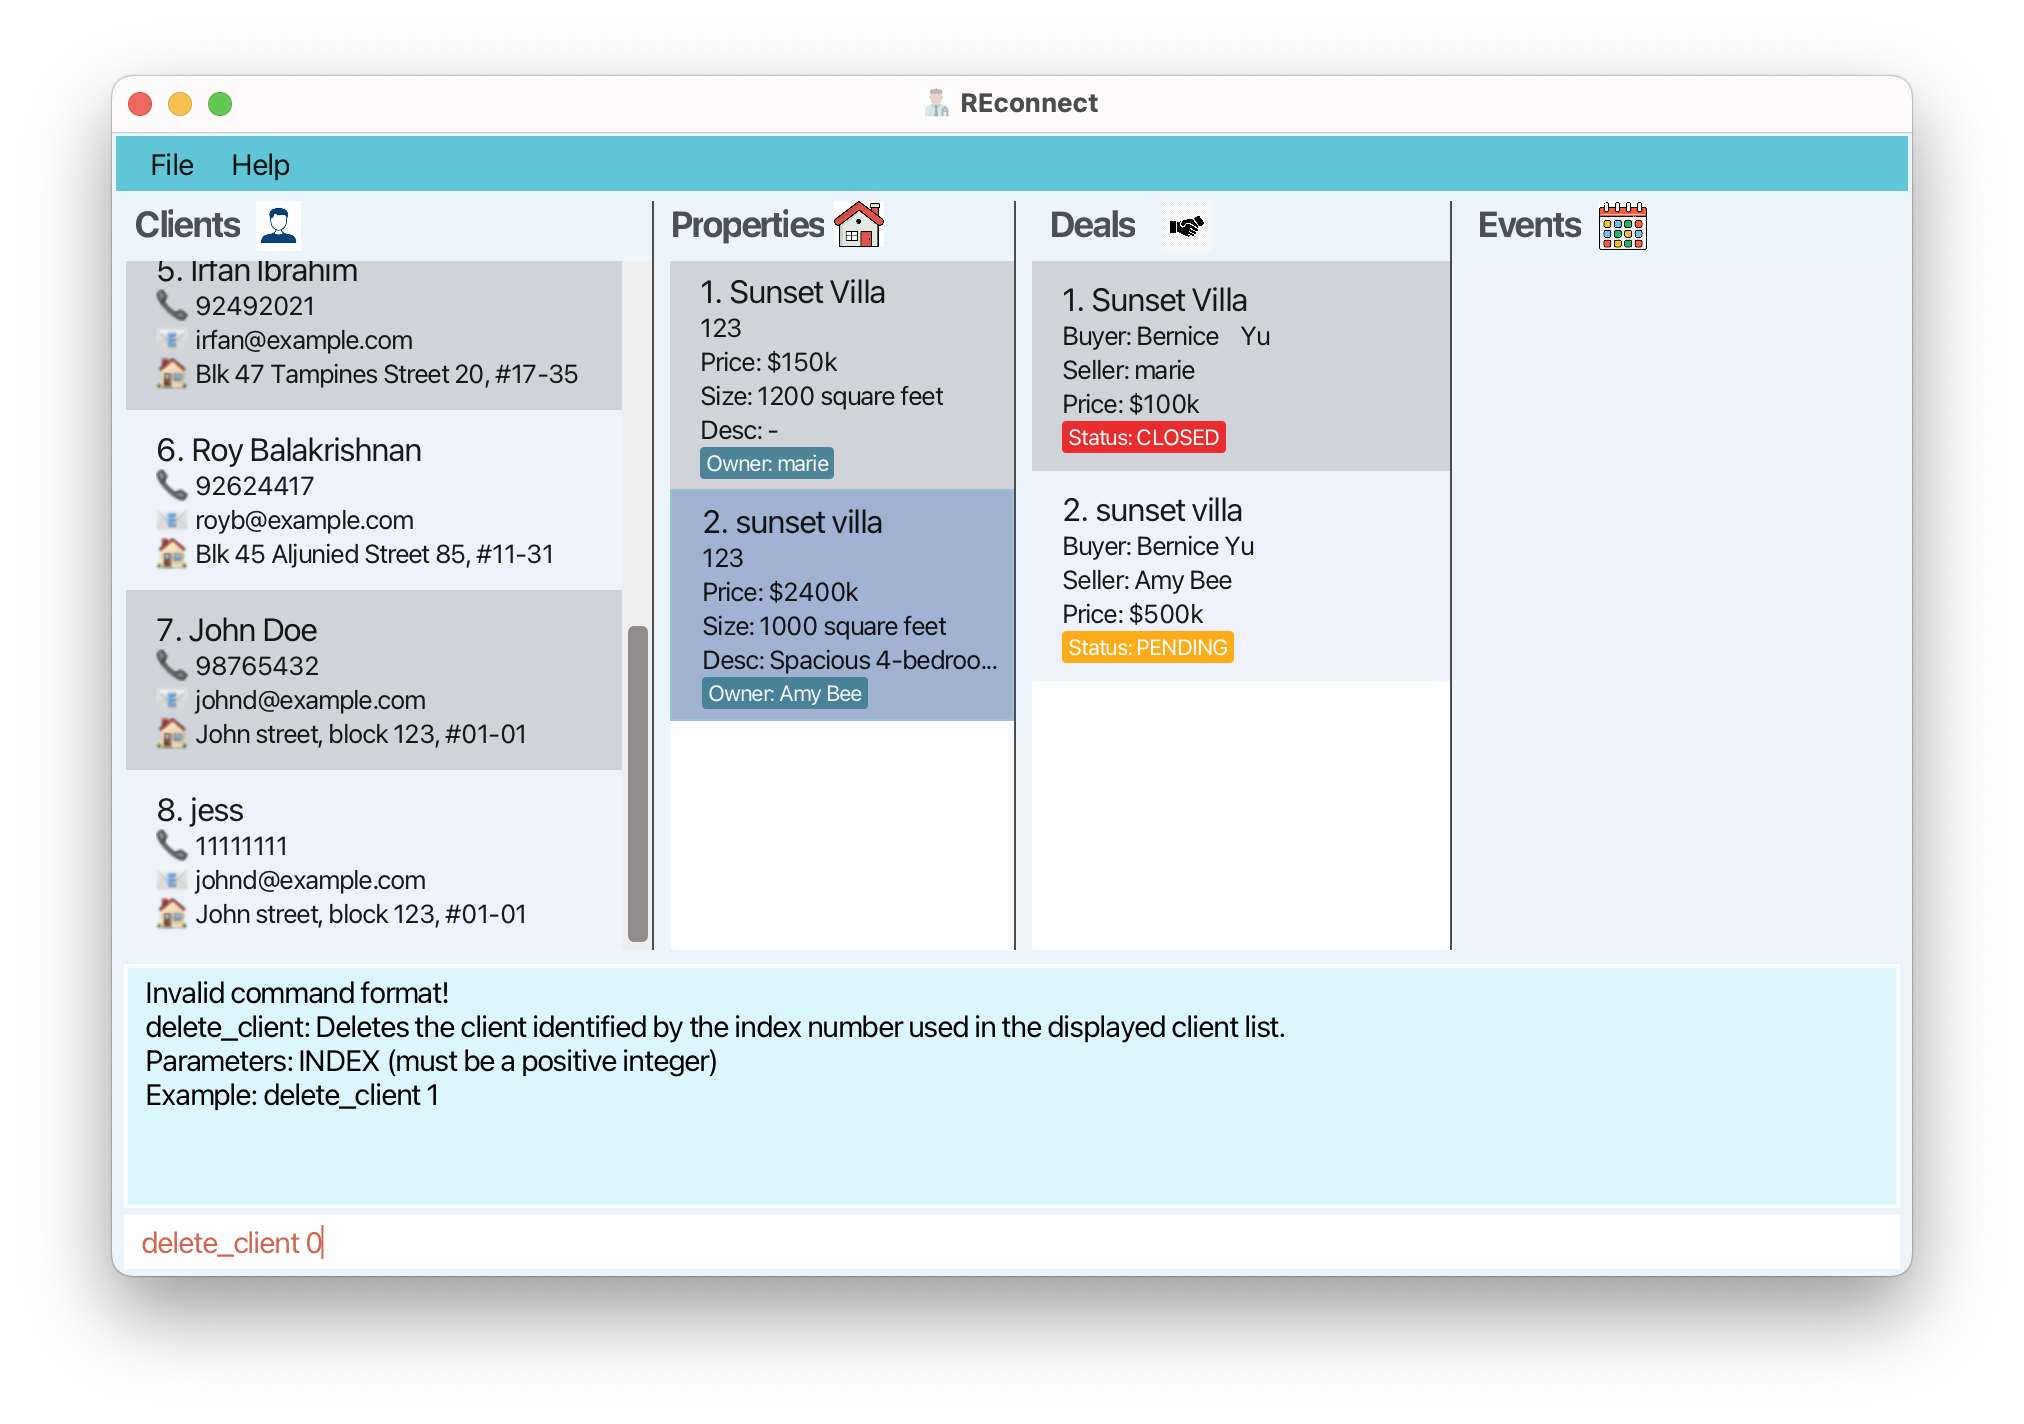 REconnect
File Help
Clients
5. Irfan Ibrahim
92492021
irfan@example.com
Blk 47 Tampines Street 20, #17-35
6. Roy Balakrishnan
92624417
royb@example.com
Blk 45 Aljunied Street 85, #11-31
7. John Doe
98765432
johnd@example.com
John street, block 123, #01-01
8. jess
11111111
johnd@example.com
John street, block 123, #01-01
Properties
1. Sunset Villa
123
Price: $150k
Size: 1200 square feet
Desc: -
Owner: marie
2. sunset villa
123
Price: $2400k
Size: 1000 square feet
Desc: Spacious 4-bedroo...
Owner: Amy Bee
Deals
1. Sunset Villa
Buyer: Bernice   Yu
Seller: marie
Price: $100k
Status: CLOSED
2. sunset villa
Buyer: Bernice Yu
Seller: Amy Bee
Price: $500k
Status: PENDING
Events
Invalid command format!
delete_client: Deletes the client identified by the index number used in the displayed client list.
Parameters: INDEX (must be a positive integer)
Example: delete_client 1
delete_client 0